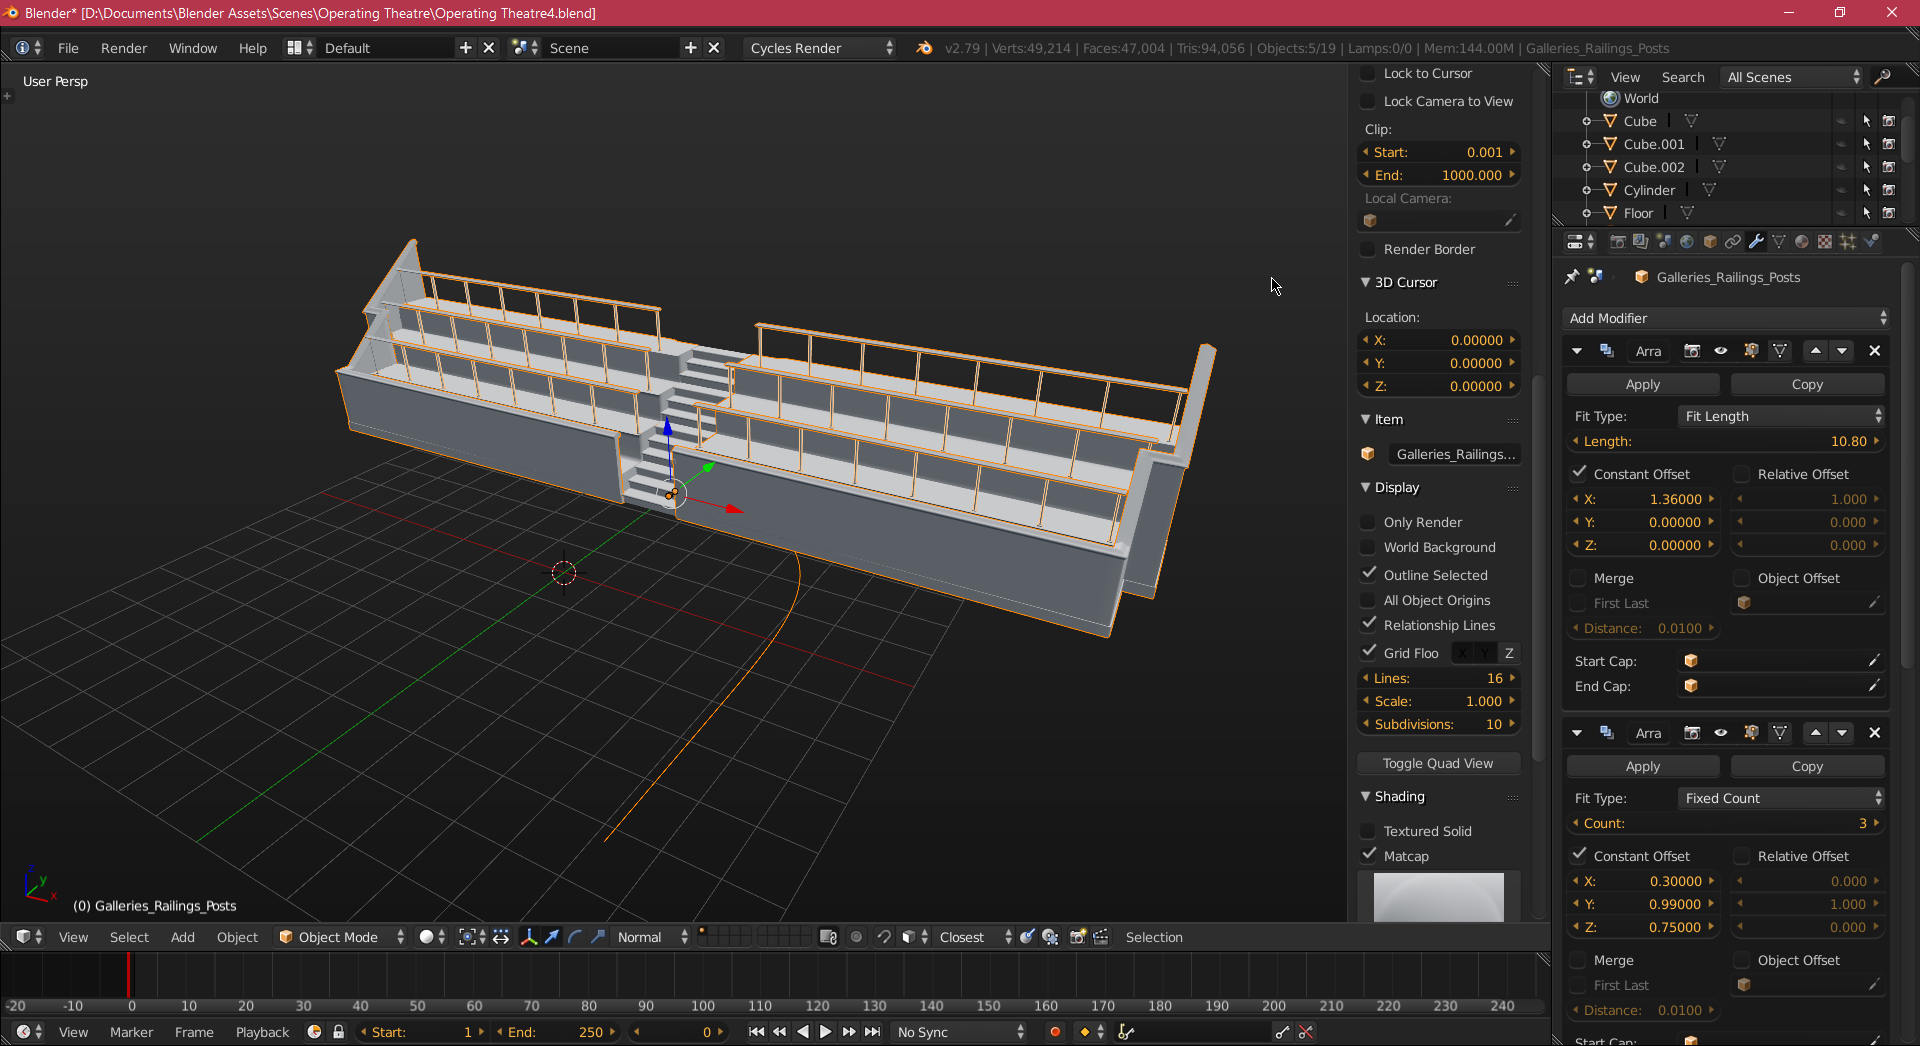 Blender* [D:\Documents\Blender Assets\Scenes\Operating Theatre\Operating Theatre4.blend]
File Render Window Help Default Scene Cycles Render v2.79 | Verts:49,214 | Faces:47,004 | Tris:94,056 | Objects:5/19 | Lamps:0/0 | Mem:144.00M | Galleries_Railings_Posts
User Persp
(0) Galleries_Railings_Posts
Lock to Cursor
Lock Camera to View
Clip:
Start: 0.001
End: 1000.000
Local Camera:
Render Border
3D Cursor
Location:
X: 0.00000
Y: 0.00000
Z: 0.00000
Item
Galleries_Railings...
Display
Only Render
World Background
Outline Selected
All Object Origins
Relationship Lines
Grid Floo X Y Z
Lines: 16
Scale: 1.000
Subdivisions: 10
Toggle Quad View
Shading
Textured Solid
Matcap
View Search All Scenes
World
Cube
Cube.001
Cube.002
Cylinder
Floor
Galleries_Railings_Posts
Add Modifier
Arra
Apply Copy
Fit Type: Fit Length
Length: 10.80
Constant Offset Relative Offset
X: 1.36000 1.000
Y: 0.00000 0.000
Z: 0.00000 0.000
Merge Object Offset
First Last
Distance: 0.0100
Start Cap:
End Cap:
Arra
Apply Copy
Fit Type: Fixed Count
Count: 3
Constant Offset Relative Offset
X: 0.30000 0.000
Y: 0.99000 1.000
Z: 0.75000 0.000
Merge Object Offset
First Last
Distance: 0.0100
Start Cap:
z y x
View Select Add Object Object Mode Normal Closest Selection
-20 -10 0 10 20 30 40 50 60 70 80 90 100 110 120 130 140 150 160 170 180 190 200 210 220 230 240
View Marker Frame Playback Start: 1 End: 250 0 No Sync